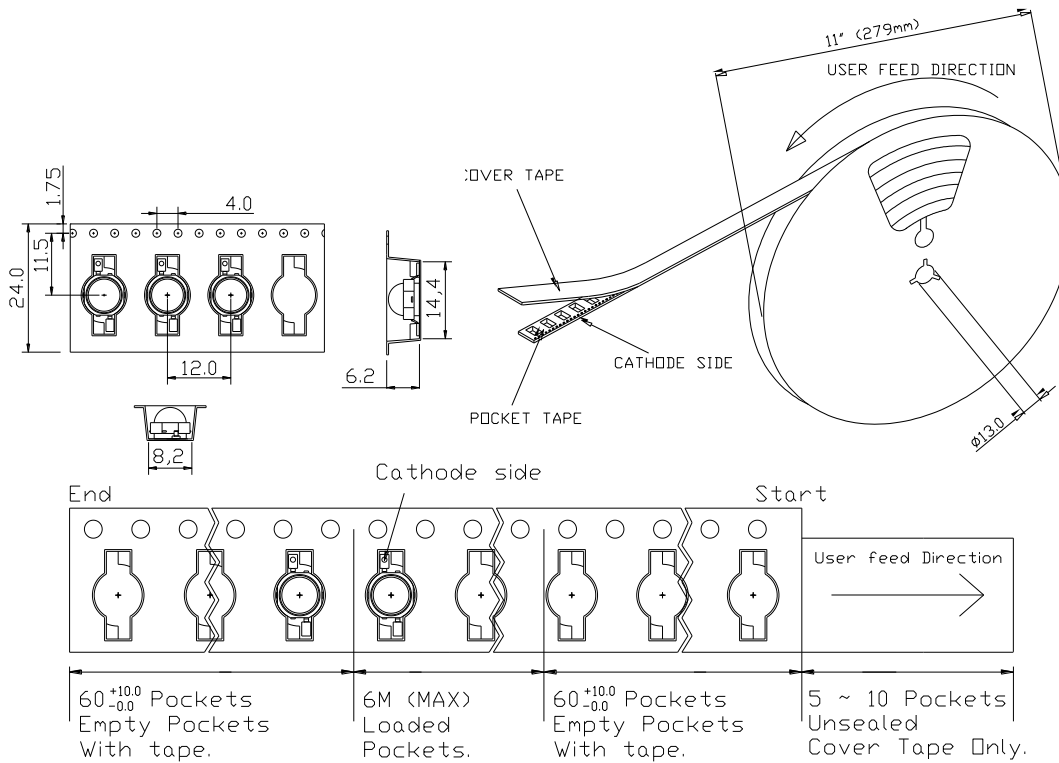 11" (279mm)
USER FEED DIRECTION
:OVER TAPE
1.75
4.0
11.5
24.0
14,4
12.0
6.2
CATHODE SIDE
POCKET TAPE
ø13.0
8,2
Cathode side
End
Start
User feed Direction
60 +10.0 -0.0 Pockets
Empty Pockets
With tape.
6M (MAX)
Loaded
Pockets.
60 +10.0 -0.0 Pockets
Empty Pockets
With tape.
5 ~ 10 Pockets
Unsealed
Cover Tape Only.